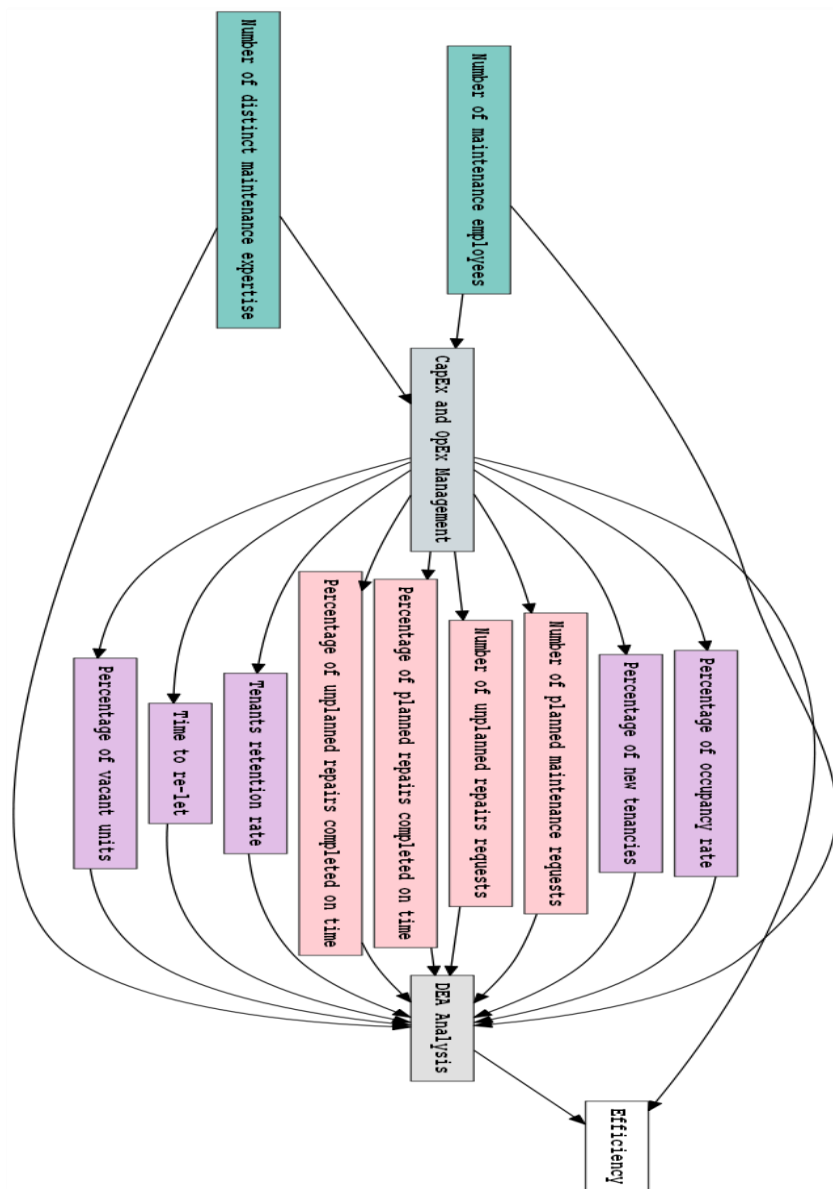 Number of maintenance employees
Number of distinct maintenance expertise
CapEx and OpEx Management
Percentage of occupancy rate
Percentage of new tenancies
Number of planned maintenance requests
Number of unplanned repairs requests
Percentage of planned repairs completed on time
Percentage of unplanned repairs completed on time
Tenants retention rate
Time to re-let
Percentage of vacant units
DEA Analysis
Efficiency